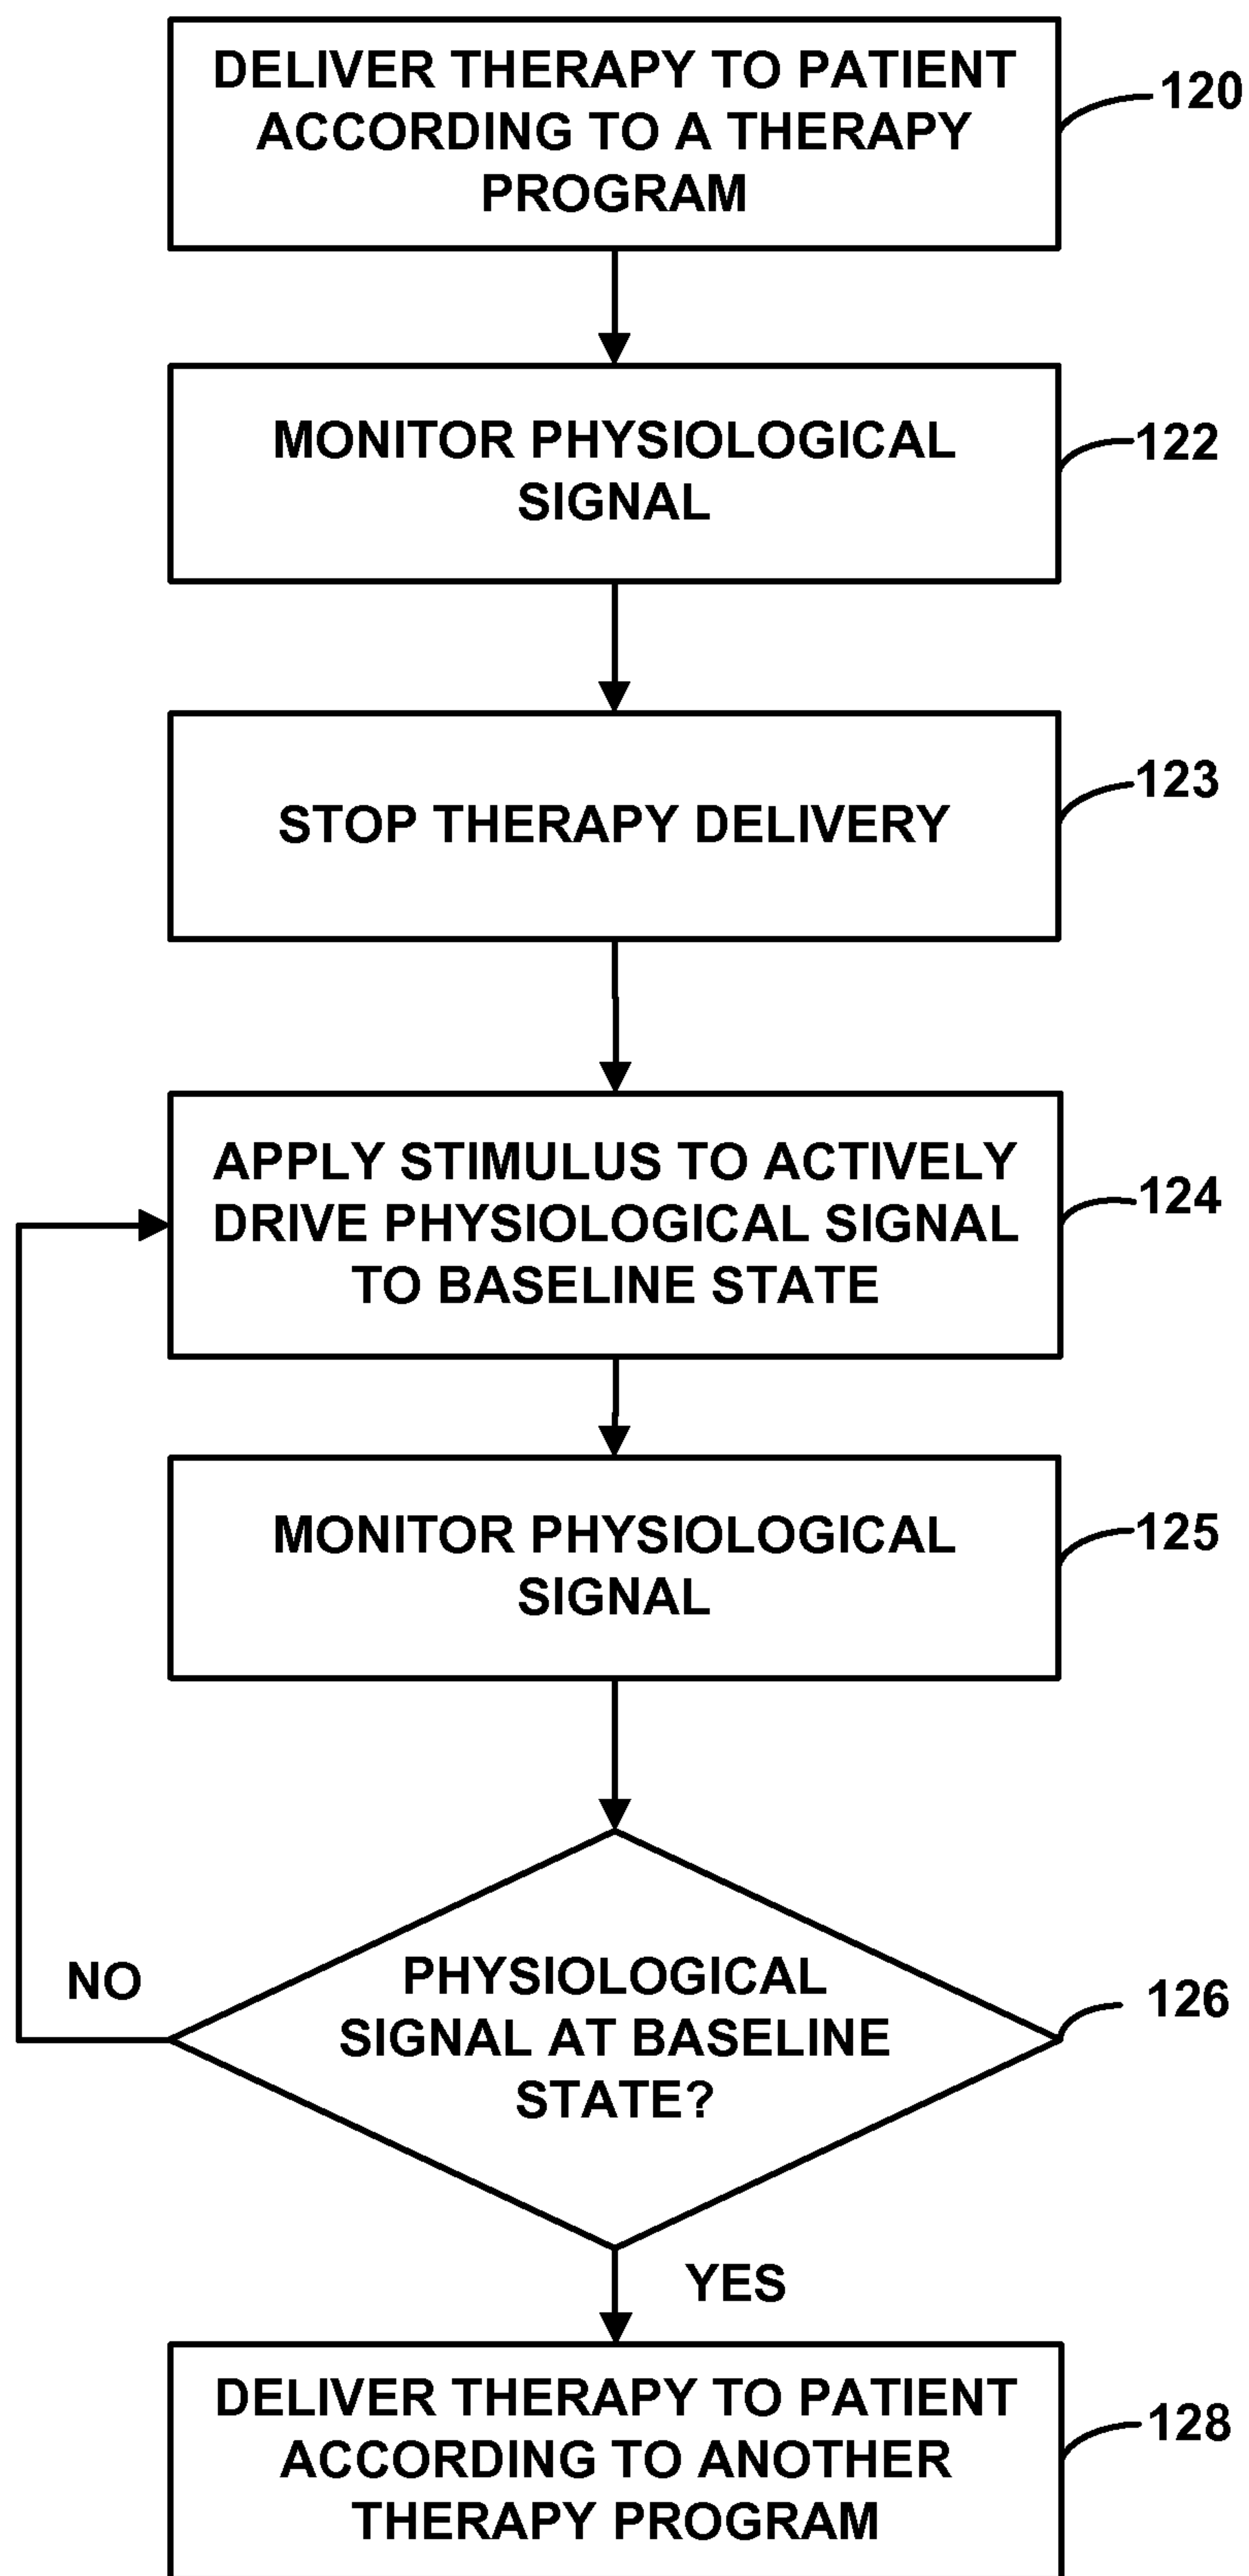 DELIVER THERAPY TO PATIENT
ACCORDING TO A THERAPY
PROGRAM
120
MONITOR PHYSIOLOGICAL
SIGNAL
122
STOP THERAPY DELIVERY
123
APPLY STIMULUS TO ACTIVELY
DRIVE PHYSIOLOGICAL SIGNAL
TO BASELINE STATE
124
MONITOR PHYSIOLOGICAL
SIGNAL
125
PHYSIOLOGICAL
SIGNAL AT BASELINE
STATE?
126
NO
YES
DELIVER THERAPY TO PATIENT
ACCORDING TO ANOTHER
THERAPY PROGRAM
128